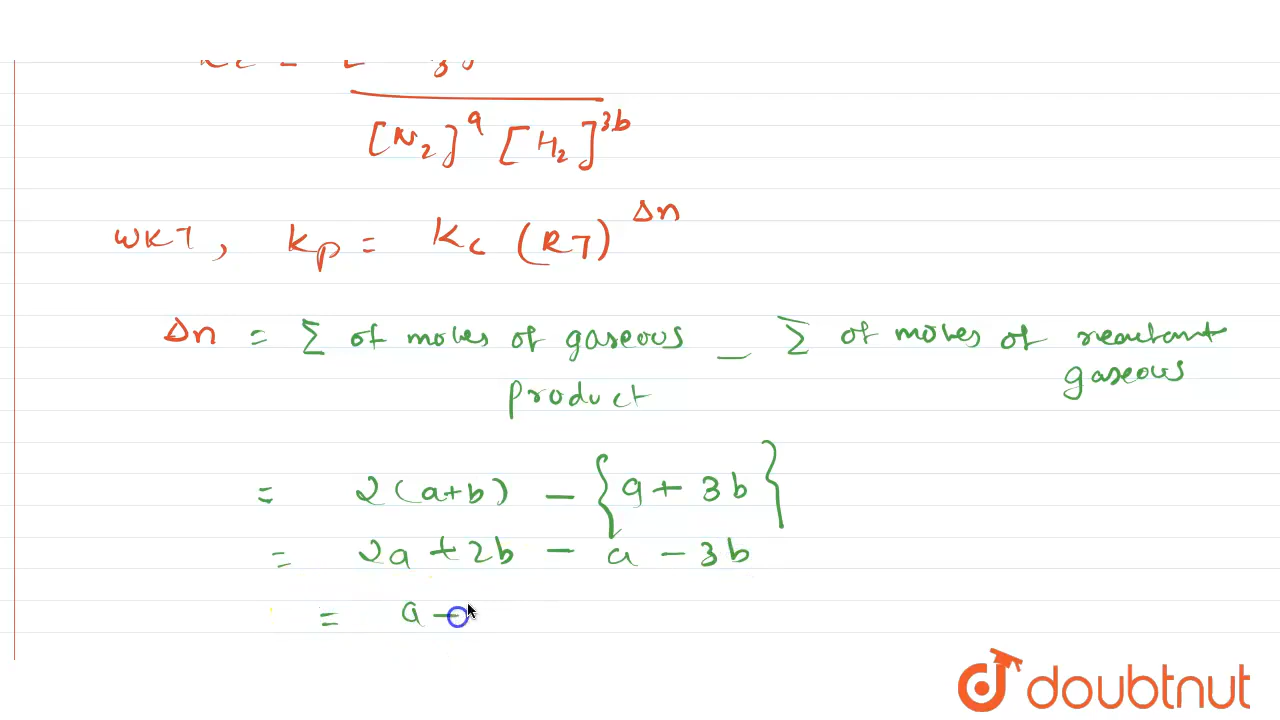 [N₂]ᵃ [H₂]³ᵇ
WKT, Kp = Kc (RT)^Δn
Δn = Σ of moles of gaseous — Σ of moles of reactant
product gaseous
= 2(a+b) - {a + 3b}
= 2a + 2b - a - 3b
= a -
doubtnut